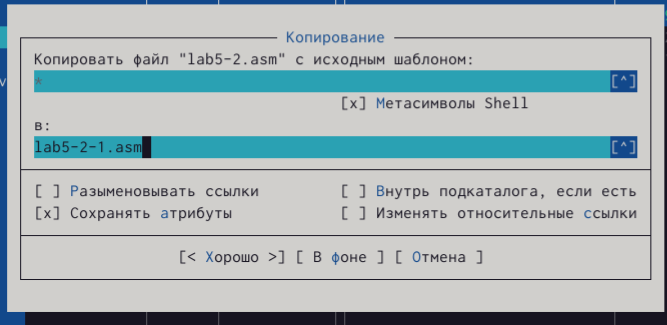 Копирование
Копировать файл "lab5-2.asm" с исходным шаблоном:
* [^]
[x] Метасимволы Shell
в:
lab5-2-1.asm [^]
[ ] Разыменовывать ссылки [ ] Внутрь подкаталога, если есть
[x] Сохранять атрибуты [ ] Изменять относительные ссылки
[< Хорошо >] [ В фоне ] [ Отмена ]